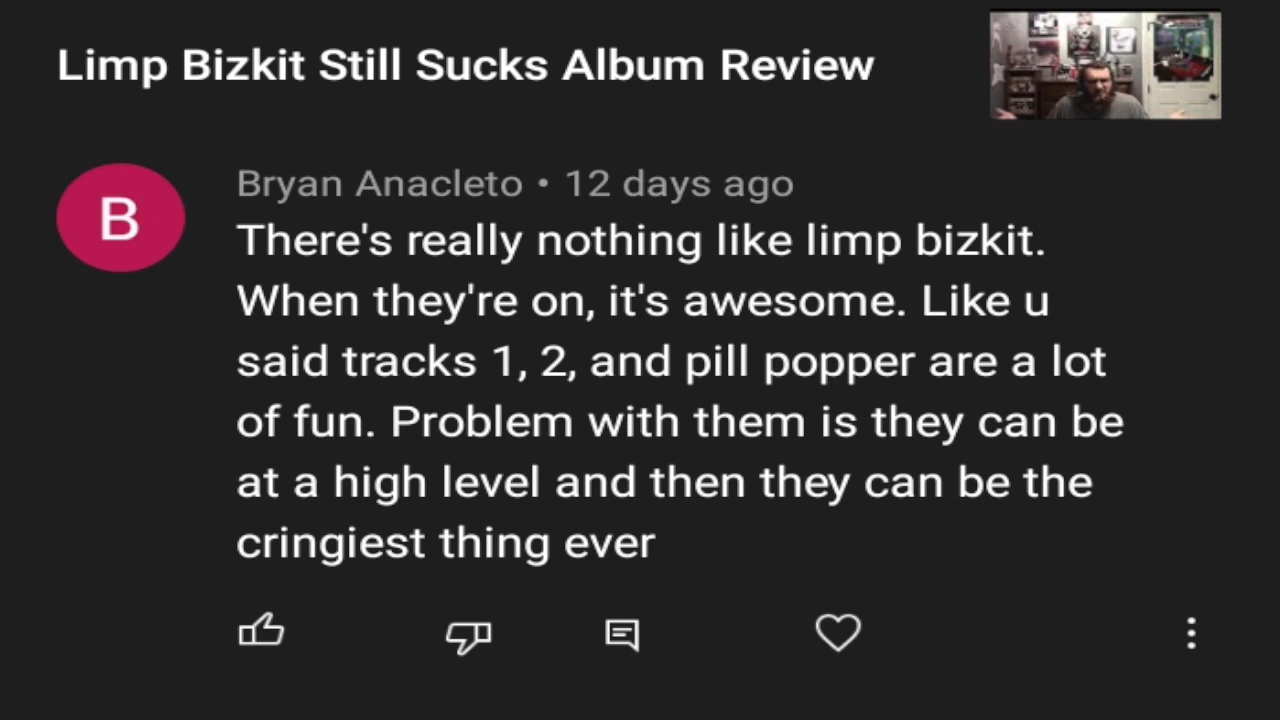 Limp Bizkit Still Sucks Album Review
B
Bryan Anacleto • 12 days ago
There's really nothing like limp bizkit.
When they're on, it's awesome. Like u
said tracks 1, 2, and pill popper are a lot
of fun. Problem with them is they can be
at a high level and then they can be the
cringiest thing ever